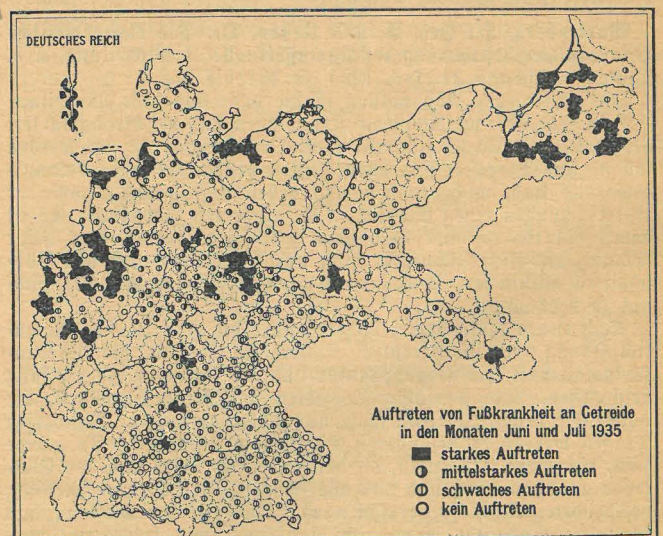 DEUTSCHES REICH
Auftreten von Fußkrankheit an Getreide
in den Monaten Juni und Juli 1935
starkes Auftreten
mittelstarkes Auftreten
schwaches Auftreten
kein Auftreten